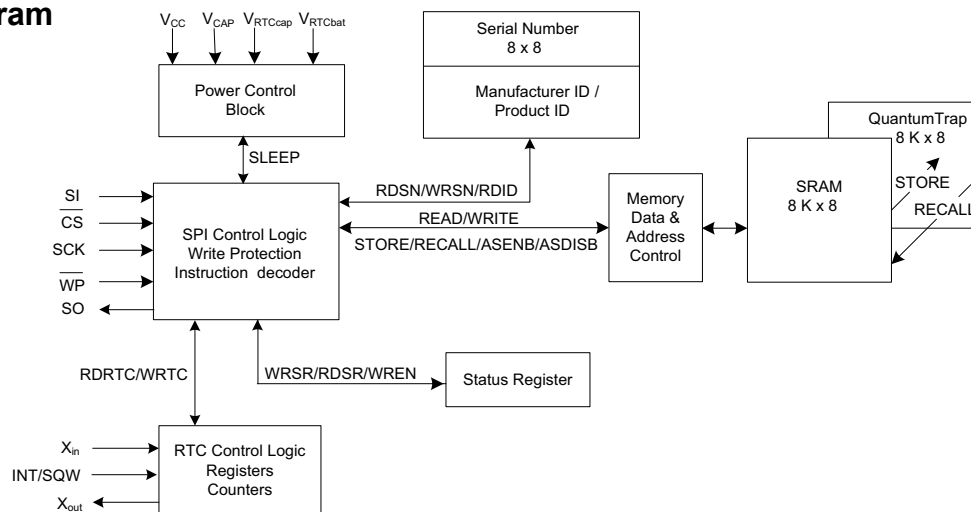 ram
VCC VCAP VRTCcap VRTCbat
Power Control
Block
Serial Number
8 x 8
Manufacturer ID /
Product ID
QuantumTrap
8 K x 8
SRAM
8 K x 8
STORE
RECALL
SLEEP
RDSN/WRSN/RDID
READ/WRITE
STORE/RECALL/ASENB/ASDISB
Memory
Data &
Address
Control
SI
CS
SCK
WP
SO
SPI Control Logic
Write Protection
Instruction decoder
RDRTC/WRTC
WRSR/RDSR/WREN
Status Register
Xin
INT/SQW
Xout
RTC Control Logic
Registers
Counters